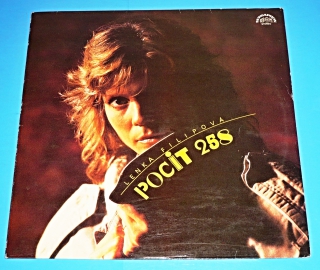 LENKA FILIPOVÁ
POCIT 258